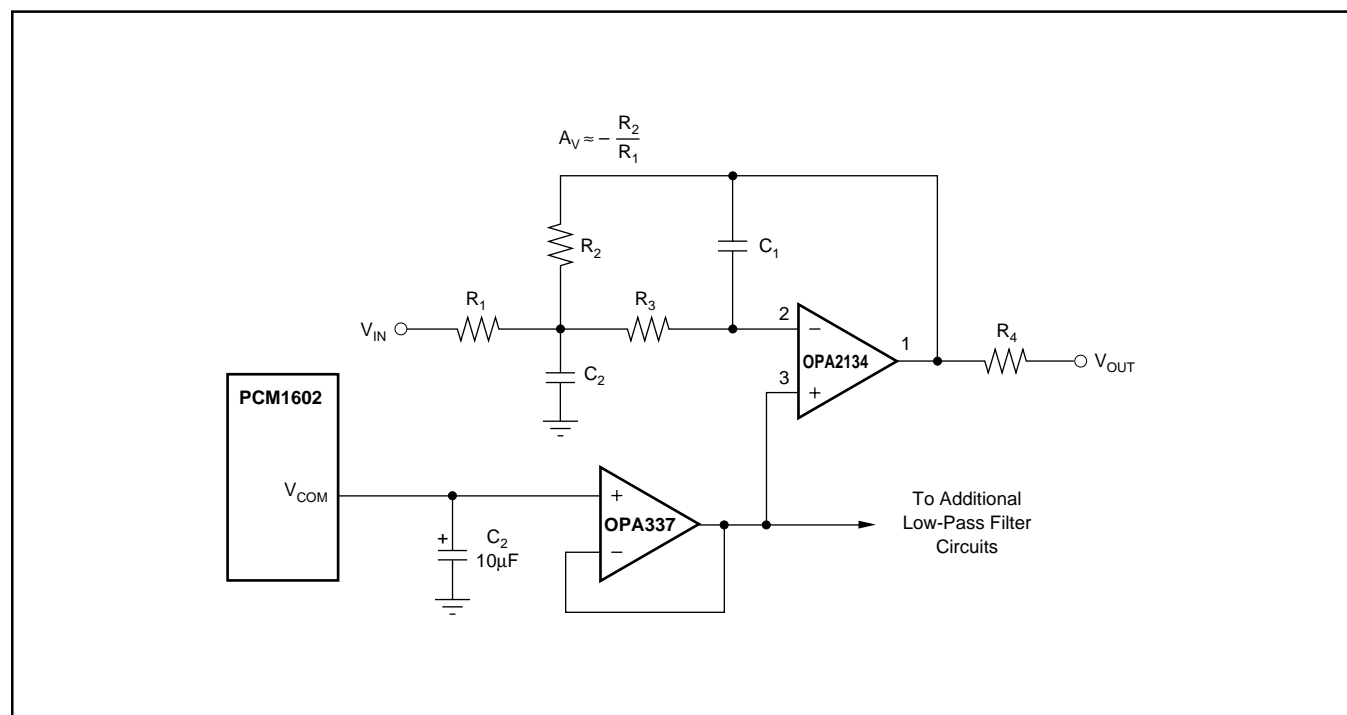 A_V ≈ – R_2 / R_1
R_2
C_1
R_1
R_3
V_IN
2
–
OPA2134
1
R_4
V_OUT
3
+
C_2
PCM1602
V_COM
+
OPA337
–
+
C_2
10µF
To Additional
Low-Pass Filter
Circuits